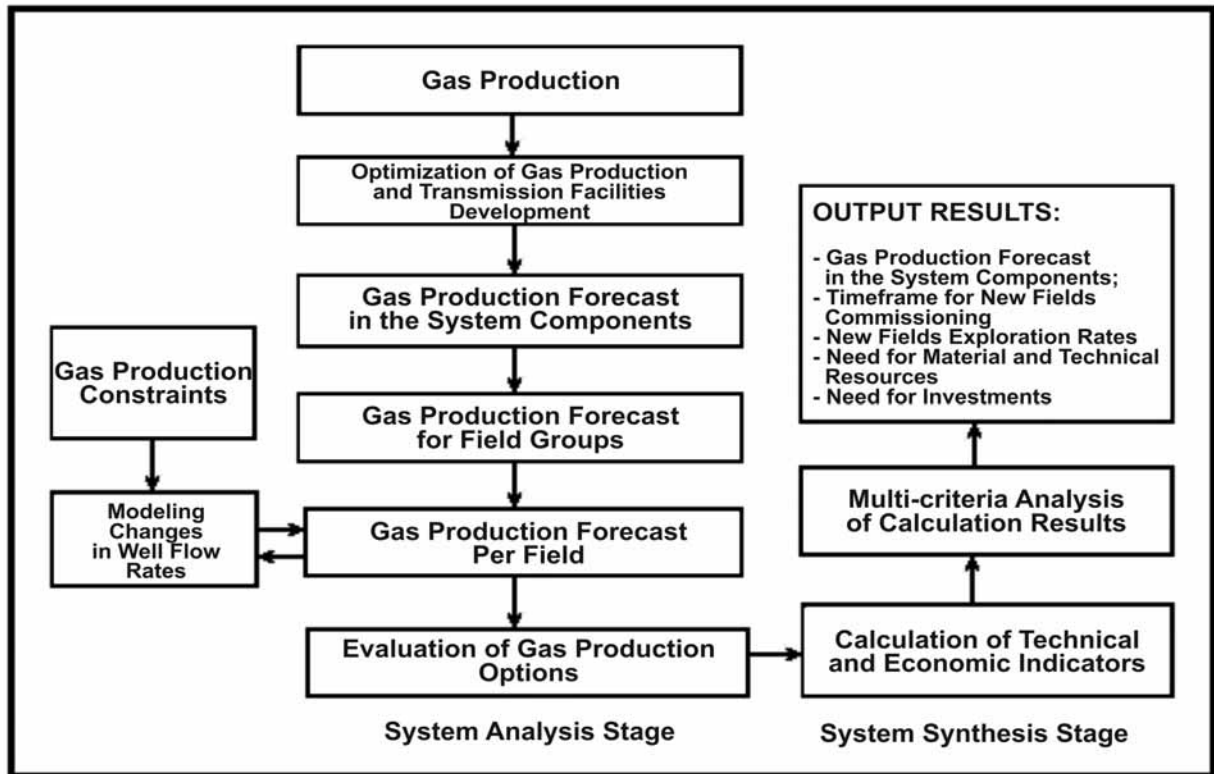 Gas Production
Optimization of Gas Production
and Transmission Facilities
Development
Gas Production Forecast
in the System Components
Gas Production
Constraints
Gas Production Forecast
for Field Groups
Modeling
Changes
in Well Flow
Rates
Gas Production Forecast
Per Field
Evaluation of Gas Production
Options
System Analysis Stage
OUTPUT RESULTS:
- Gas Production Forecast
in the System Components;
- Timeframe for New Fields
Commissioning
- New Fields Exploration Rates
- Need for Material and Technical
Resources
- Need for Investments
Multi-criteria Analysis
of Calculation Results
Calculation of Technical
and Economic Indicators
System Synthesis Stage